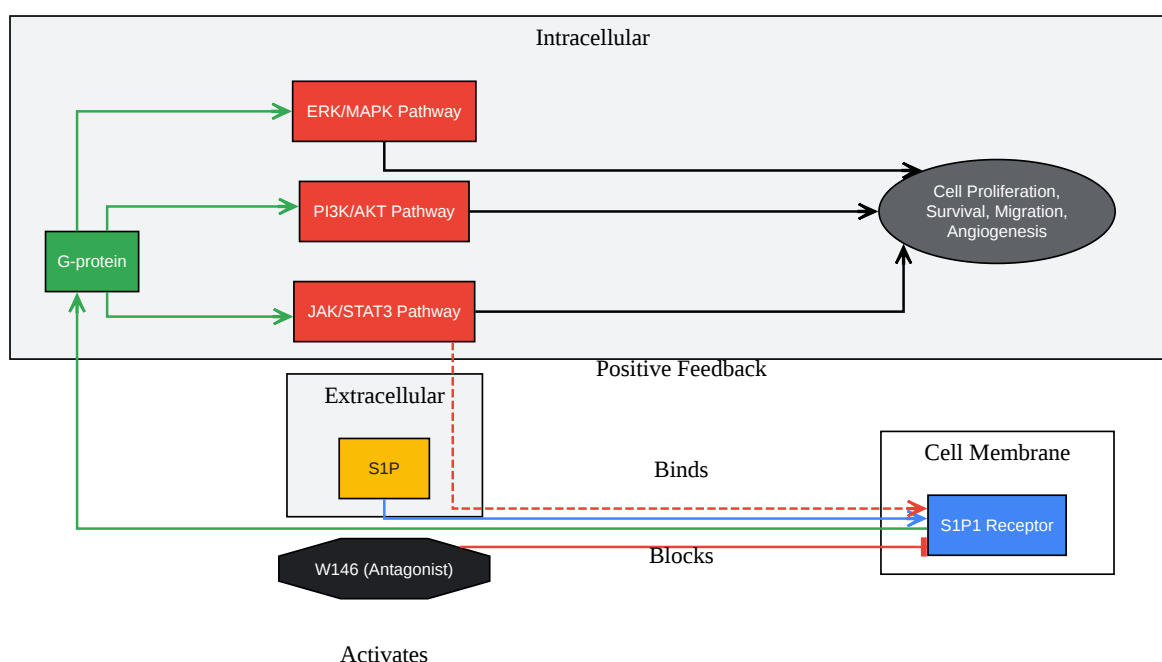 Intracellular
ERK/MAPK Pathway
PI3K/AKT Pathway
Cell Proliferation,
Survival, Migration,
Angiogenesis
G-protein
JAK/STAT3 Pathway
Positive Feedback
Extracellular
S1P
Binds
Cell Membrane
S1P1 Receptor
W146 (Antagonist)
Blocks
Activates